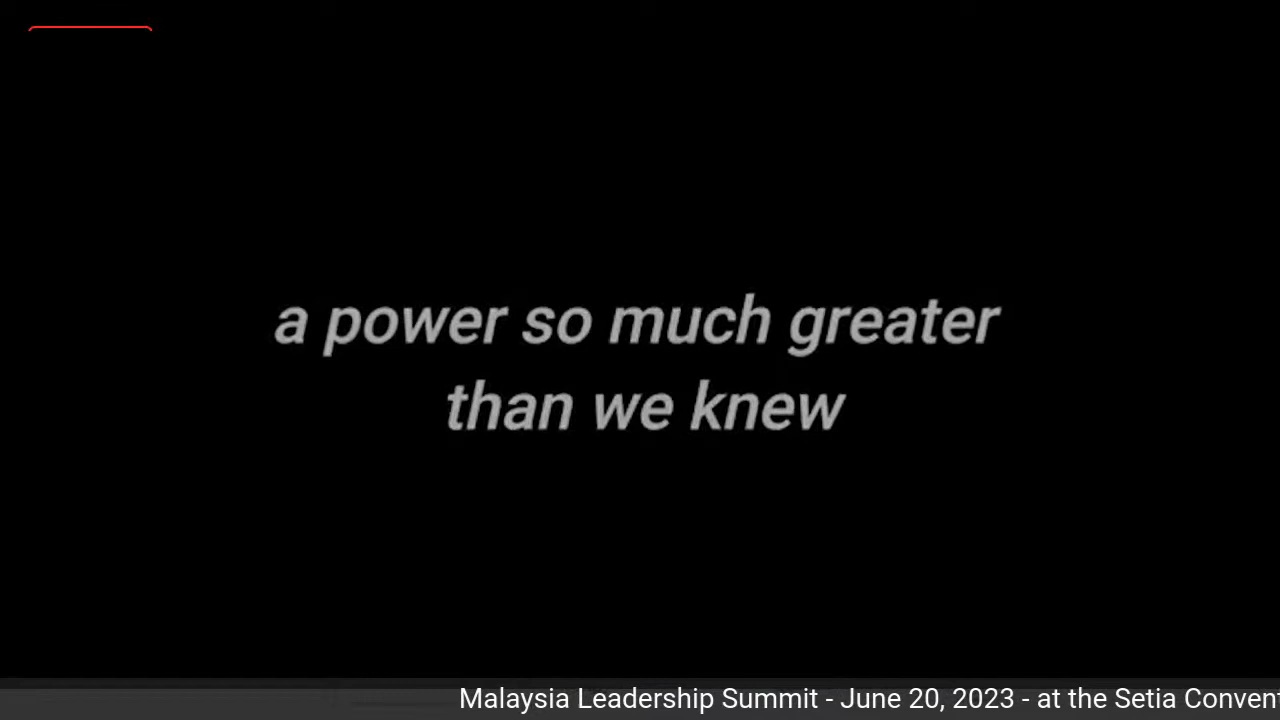 a power so much greater
than we knew
Malaysia Leadership Summit - June 20, 2023 - at the Setia Conven